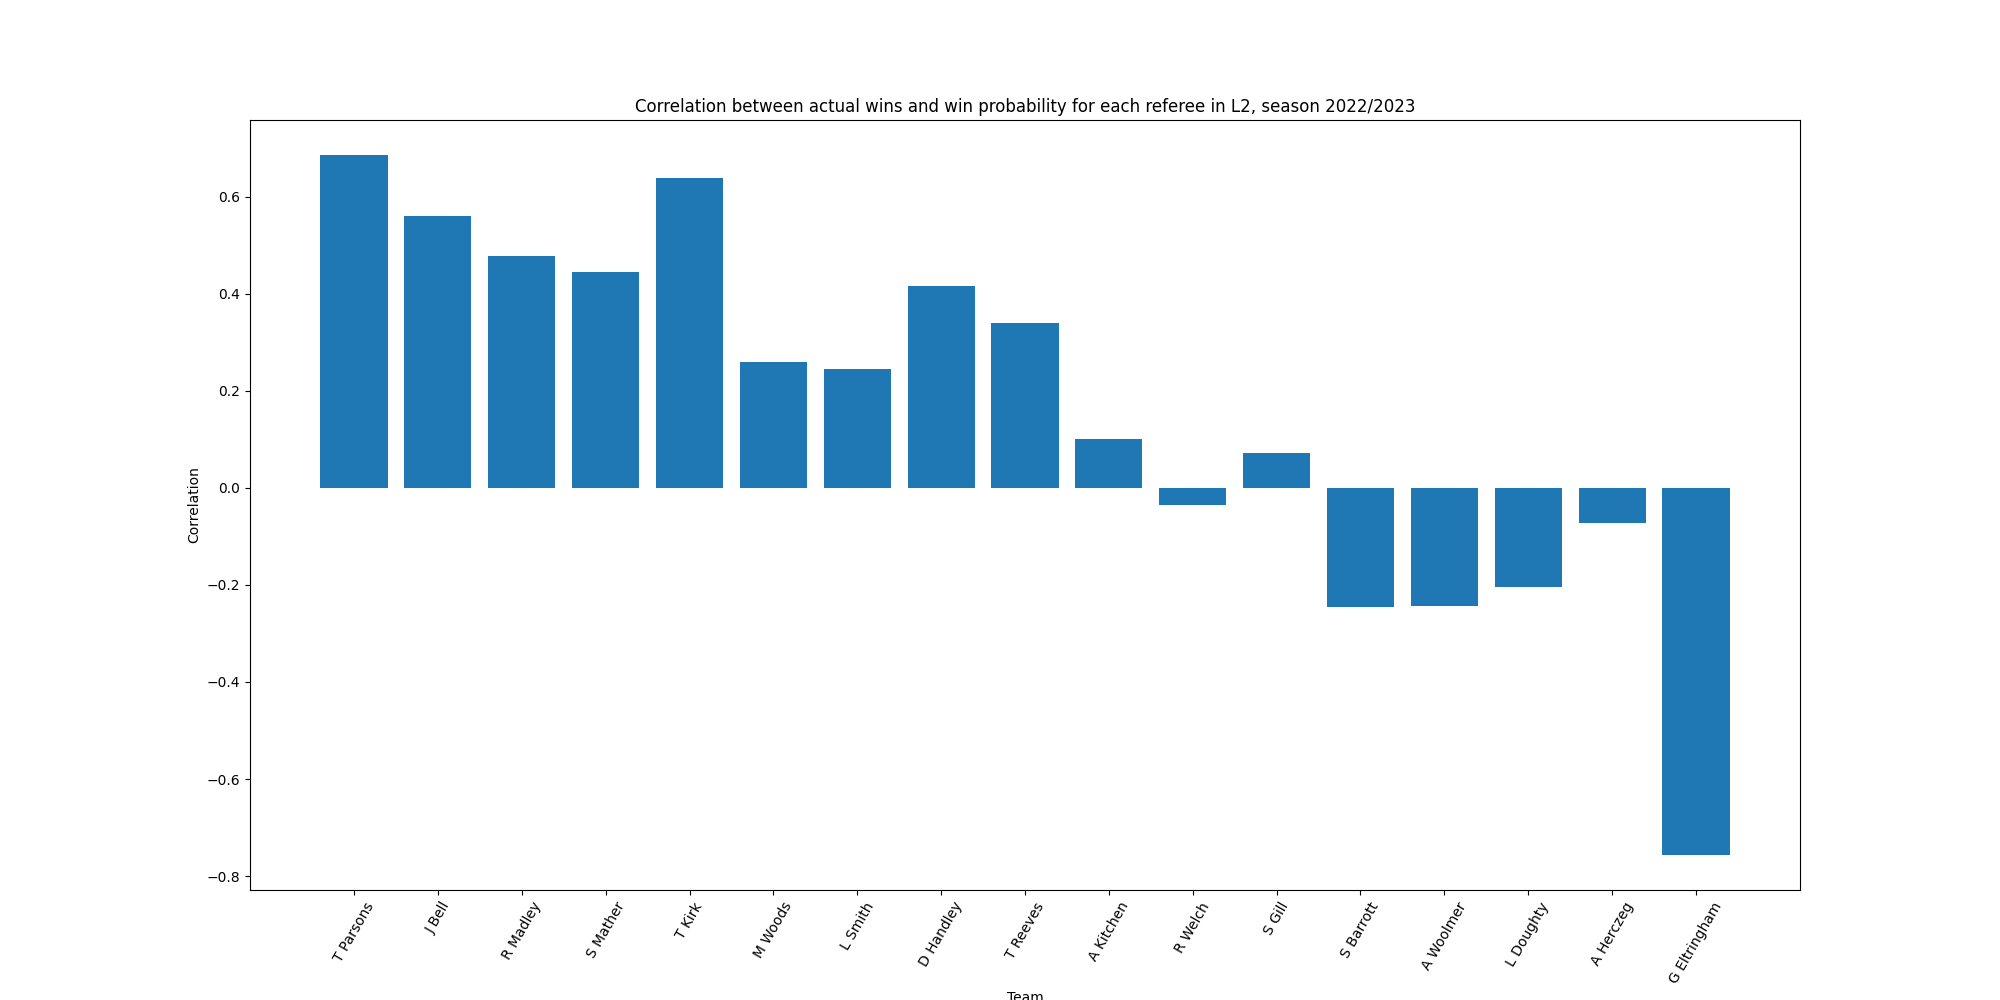 Correlation between actual wins and win probability for each referee in L2, season 2022/2023
Correlation
0.6
0.4
0.2
0.0
−0.2
−0.4
−0.6
−0.8
T Parsons
J Bell
R Madley
S Mather
T Kirk
M Woods
L Smith
D Handley
T Reeves
A Kitchen
R Welch
S Gill
S Barrott
A Woolmer
L Doughty
A Herczeg
G Eltringham
Team